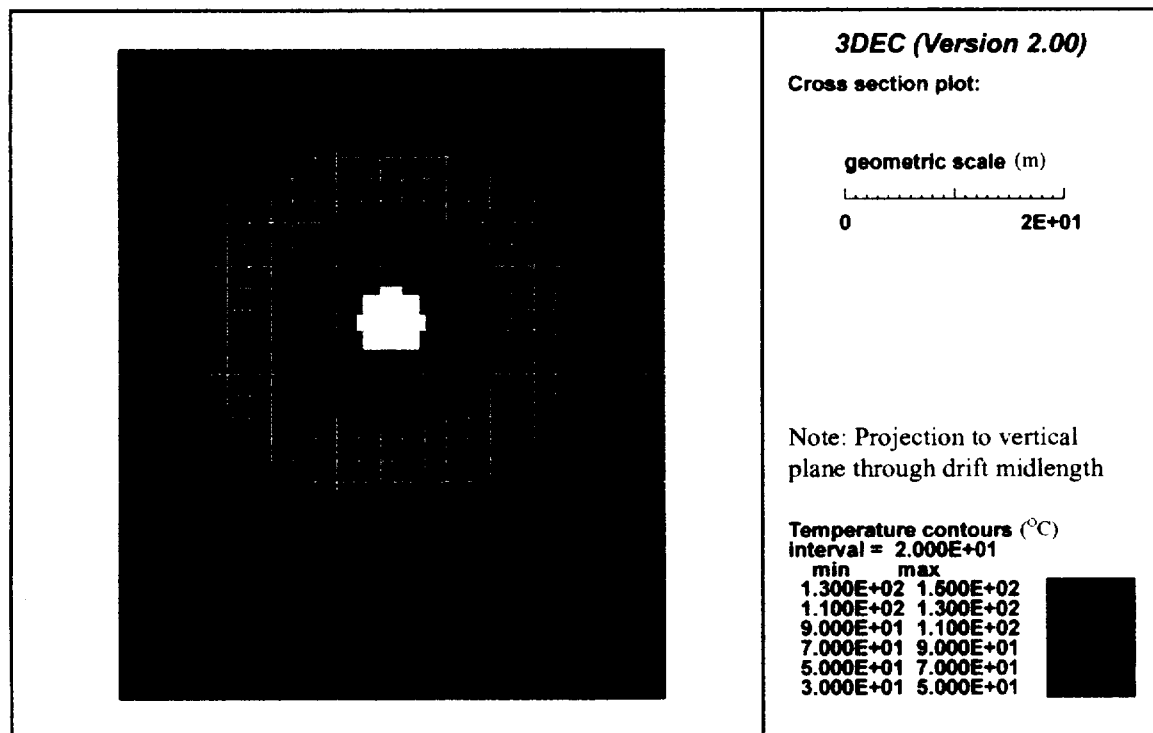 3DEC (Version 2.00)
Cross section plot:
geometric scale (m)
0 2E+01
Note: Projection to vertical
plane through drift midlength
Temperature contours (°C)
interval = 2.000E+01
min max
1.300E+02 1.500E+02
1.100E+02 1.300E+02
9.000E+01 1.100E+02
7.000E+01 9.000E+01
5.000E+01 7.000E+01
3.000E+01 5.000E+01